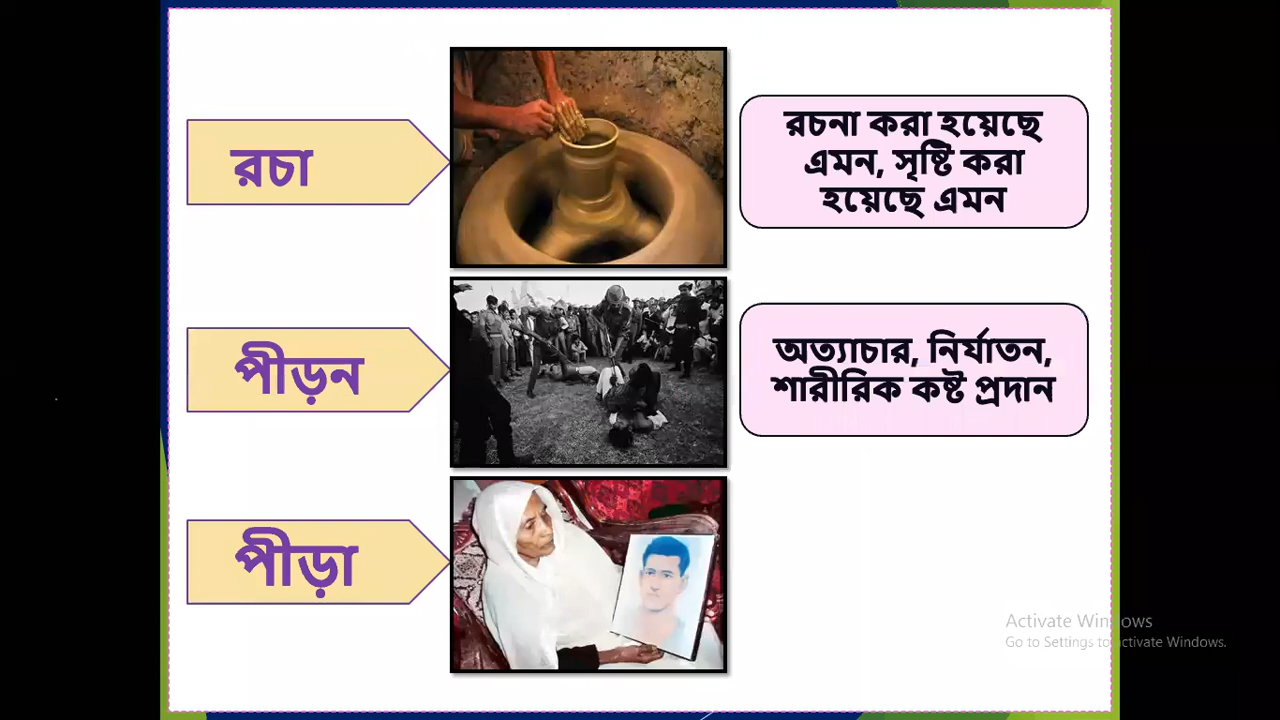 রচা
রচনা করা হয়েছে
এমন, সৃষ্টি করা
হয়েছে এমন
পীড়ন
অত্যাচার, নির্যাতন,
শারীরিক কষ্ট প্রদান
পীড়া
Activate Windows
Go to Settings to activate Windows.